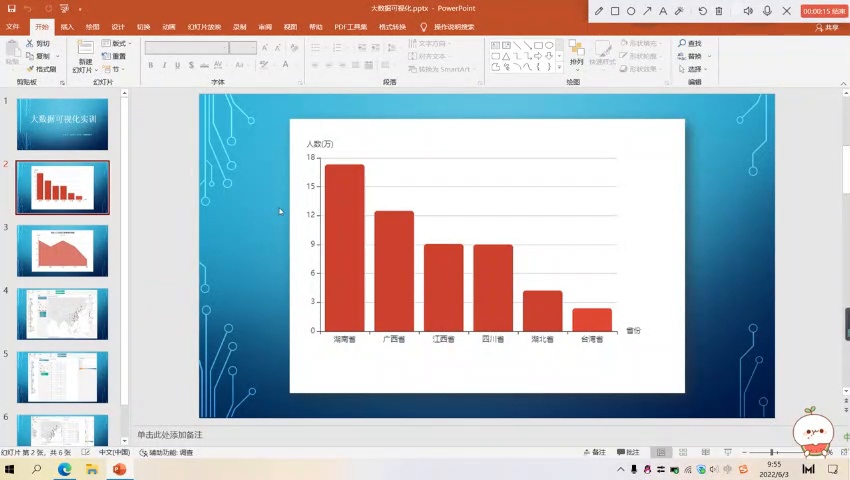 大数据可视化.pptx - PowerPoint
00:00:15 结束
文件 开始 插入 绘图 设计 切换 动画 幻灯片放映 录制 审阅 视图 帮助 PDF工具集 格式转换 操作说明搜索 共享
剪切
复制
格式刷
粘贴
剪贴板
新建
幻灯片
版式
重置
节
幻灯片
B I U S
字体
文字方向
对齐文本
转换为 SmartArt
段落
排列
快速样式
形状填充
形状轮廓
形状效果
绘图
查找
替换
选择
编辑
1
大数据可视化实训
2
3
4
5
6
人数(万)
18
15
12
9
6
3
0
湖南省 广西省 江西省 四川省 湖北省 台湾省
省份
单击此处添加备注
幻灯片 第 2 张，共 6 张 中文(中国) 辅助功能: 调查 备注 批注
9:55
2022/6/3